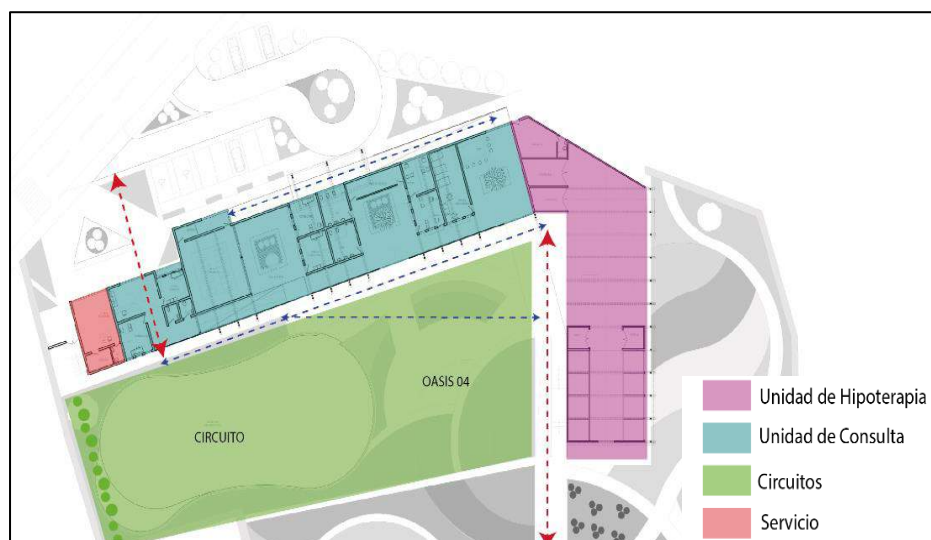 OASIS 04
CIRCUITO
Unidad de Hipoterapia
Unidad de Consulta
Circuitos
Servicio